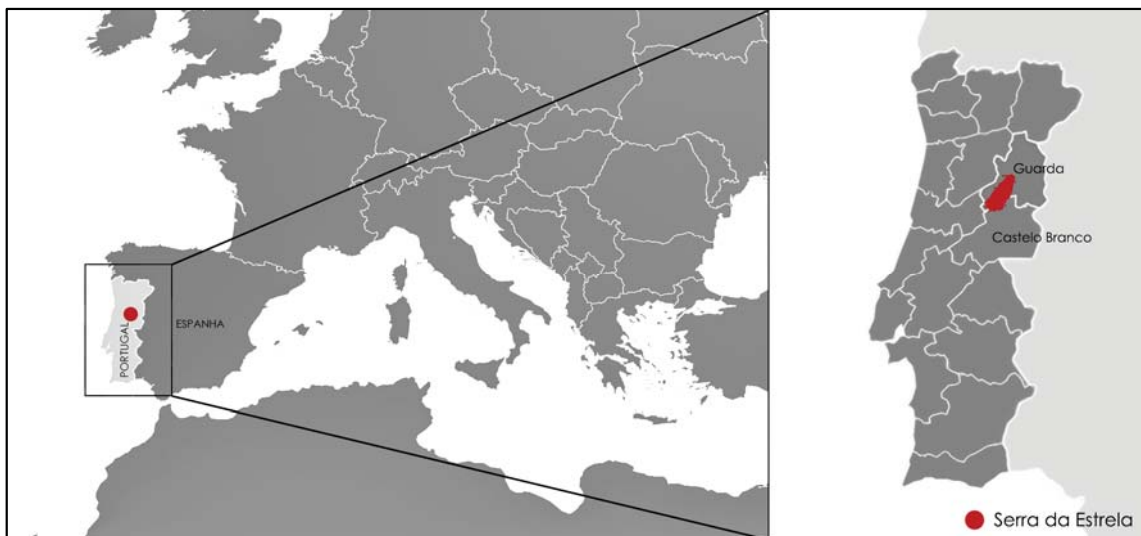 PORTUGAL
ESPANHA
Guarda
Castelo Branco
Serra da Estrela